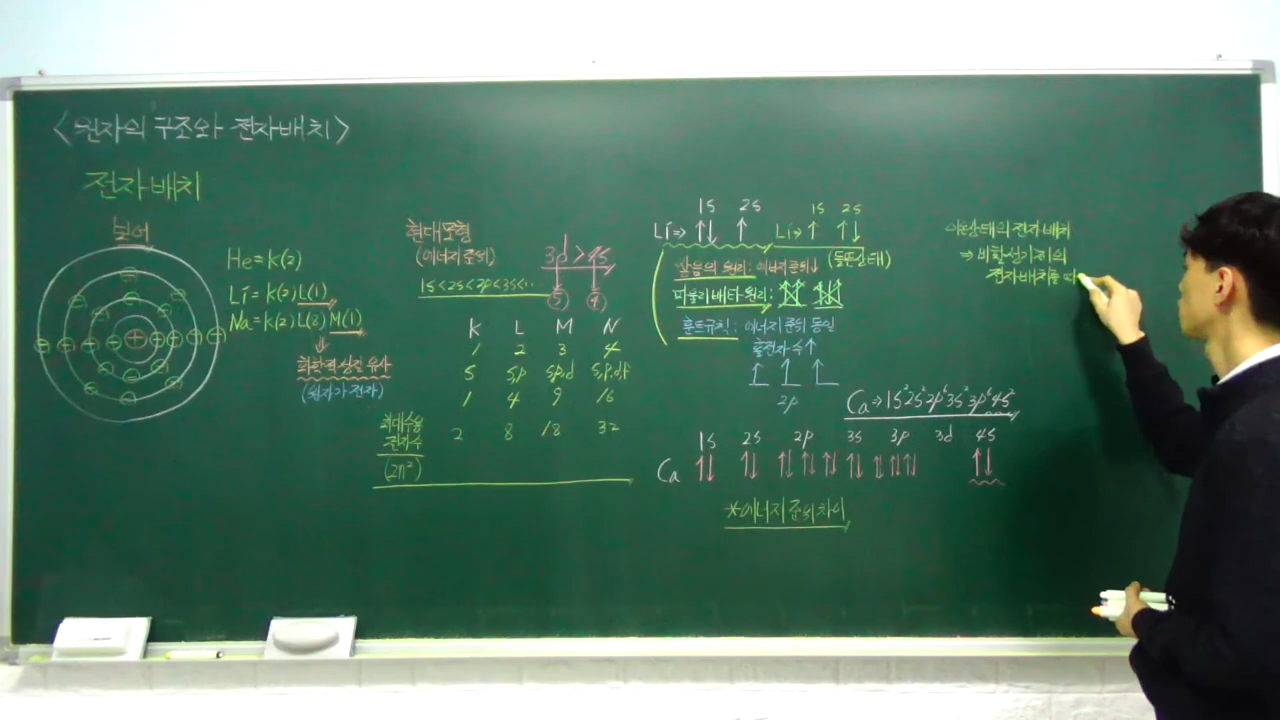 <원자의 구조와 전자배치>
전자배치
보어
He = K(2)
Li = K(2) L(1)
Na = K(2) L(8) M(1)
⇓
화학적 성질 유사
(원자가 전자)
현대모형
(에너지 준위)
1s<2s<2p<3s<··
3d > 4s
⑤ ④
K L M N
1 2 3 4
s s,p s,p,d s,p,d,f
1 4 9 16
최대수용
전자수 2 8 18 32
(2n²)
1s 2s
Li ⇒ ↑↓ ↑
1s 2s
Li ⇒ ↑ ↑↓
(들뜬상태)
쌓음의 원리: 에너지준위↓
파울리 배타 원리:
훈트규칙: 에너지 준위 동일
홀전자 수↑
2p
Ca ⇒ 1s²2s²2p⁶3s²3p⁶4s²
1s 2s 2p 3s 3p 3d 4s
Ca ↑↓ ↑↓ ↑↓ ↑↓ ↑↓ ↑↓ ↑↓ ↑↓ ↑↓ ↑↓
*에너지 준위차이
이온상태의 전자배치
⇒ 비활성기체의
전자배치를 따